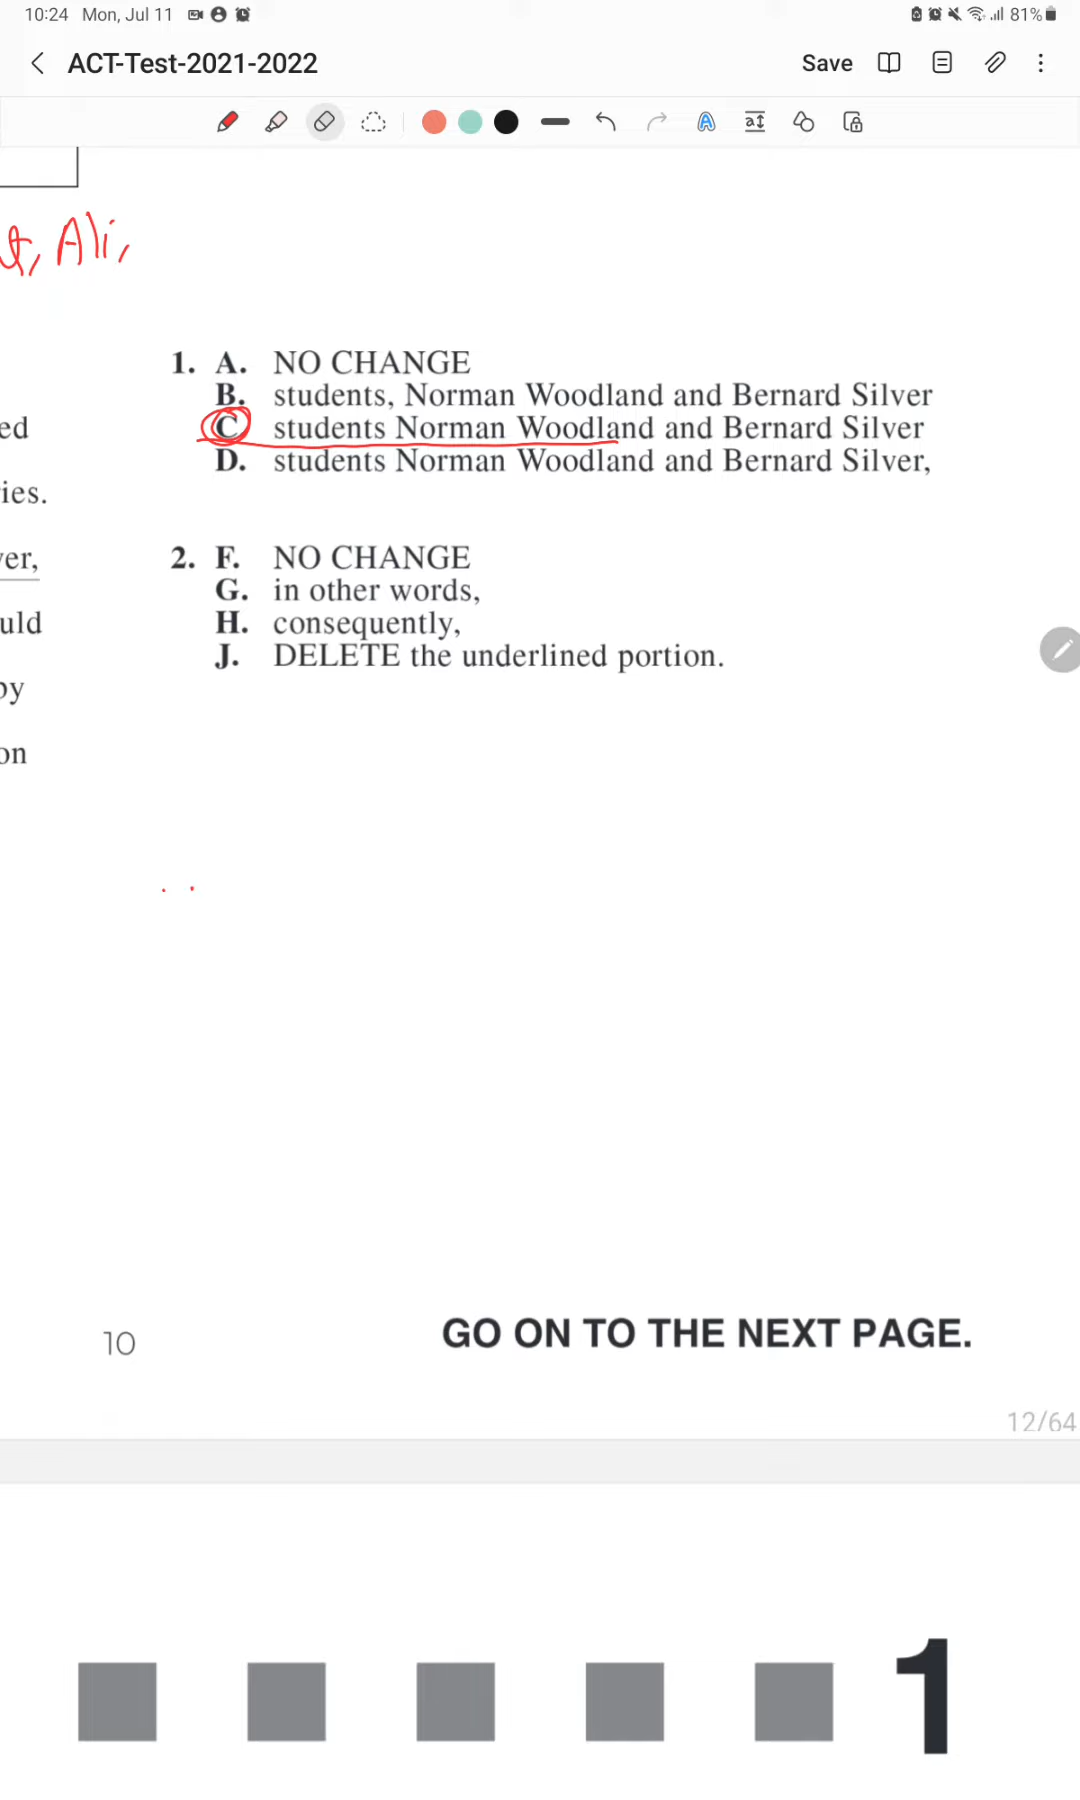 10:24 Mon, Jul 11 81%
ACT-Test-2021-2022 Save
Ali,
1. A. NO CHANGE
B. students, Norman Woodland and Bernard Silver
C students Norman Woodland and Bernard Silver
D. students Norman Woodland and Bernard Silver,
ed
ies.
er,
uld
by
on
2. F. NO CHANGE
G. in other words,
H. consequently,
J. DELETE the underlined portion.
10 GO ON TO THE NEXT PAGE.
12/64
1